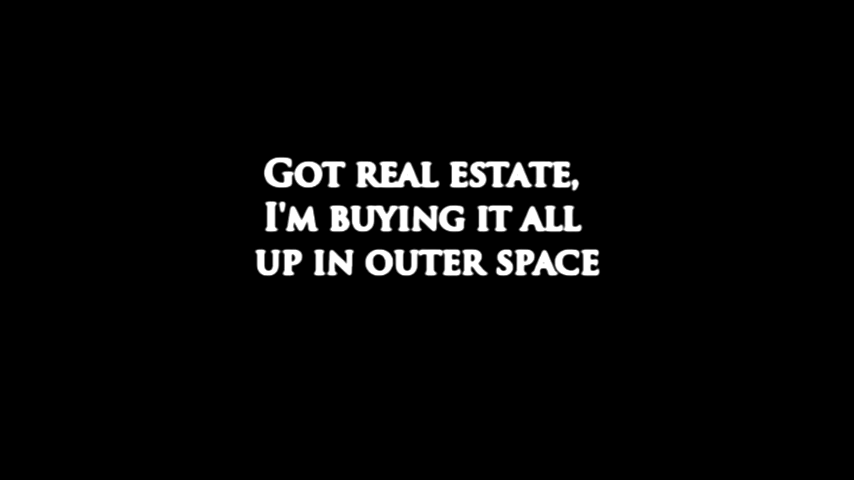 Got real estate,
I'm buying it all
up in outer space